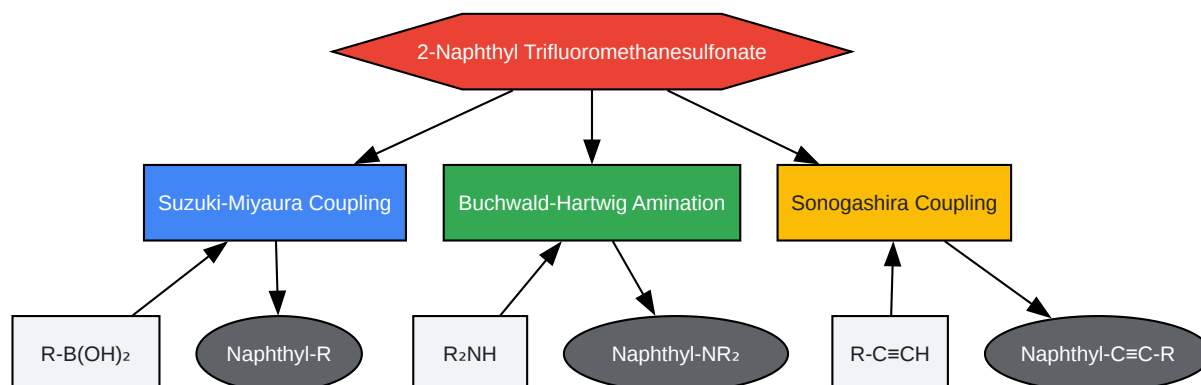 2-Naphthyl Trifluoromethanesulfonate
Suzuki-Miyaura Coupling
Buchwald-Hartwig Amination
Sonogashira Coupling
R-B(OH)₂
Naphthyl-R
R₂NH
Naphthyl-NR₂
R-C≡CH
Naphthyl-C≡C-R